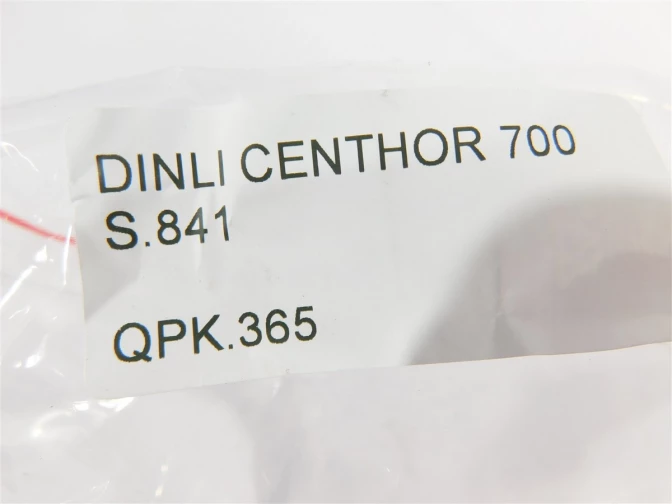 DINLI CENTHOR 700
S.841
QPK.365